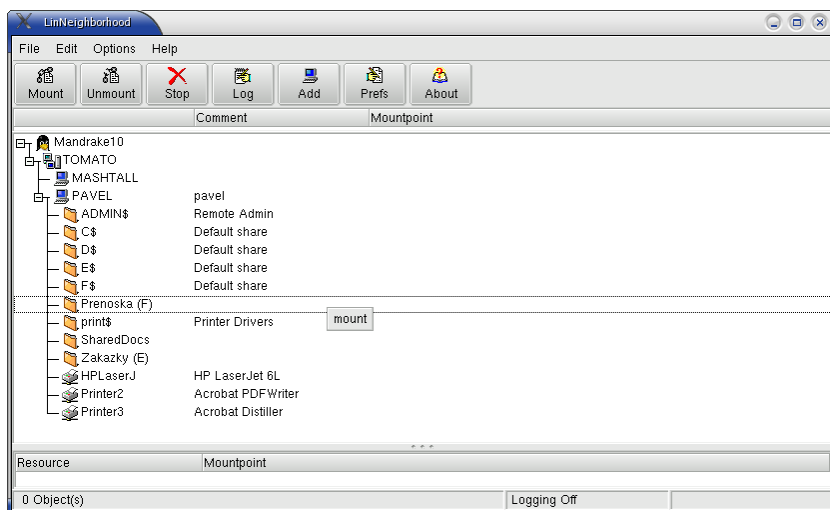 LinNeighborhood
File Edit Options Help
Mount Unmount Stop Log Add Prefs About
Comment Mountpoint
Mandrake10
TOMATO
MASHTALL
PAVEL pavel
ADMIN$ Remote Admin
C$ Default share
D$ Default share
E$ Default share
F$ Default share
Prenoska (F)
print$ Printer Drivers mount
SharedDocs
Zakazky (E)
HPLaserJ HP LaserJet 6L
Printer2 Acrobat PDFWriter
Printer3 Acrobat Distiller
Resource Mountpoint
0 Object(s) Logging Off